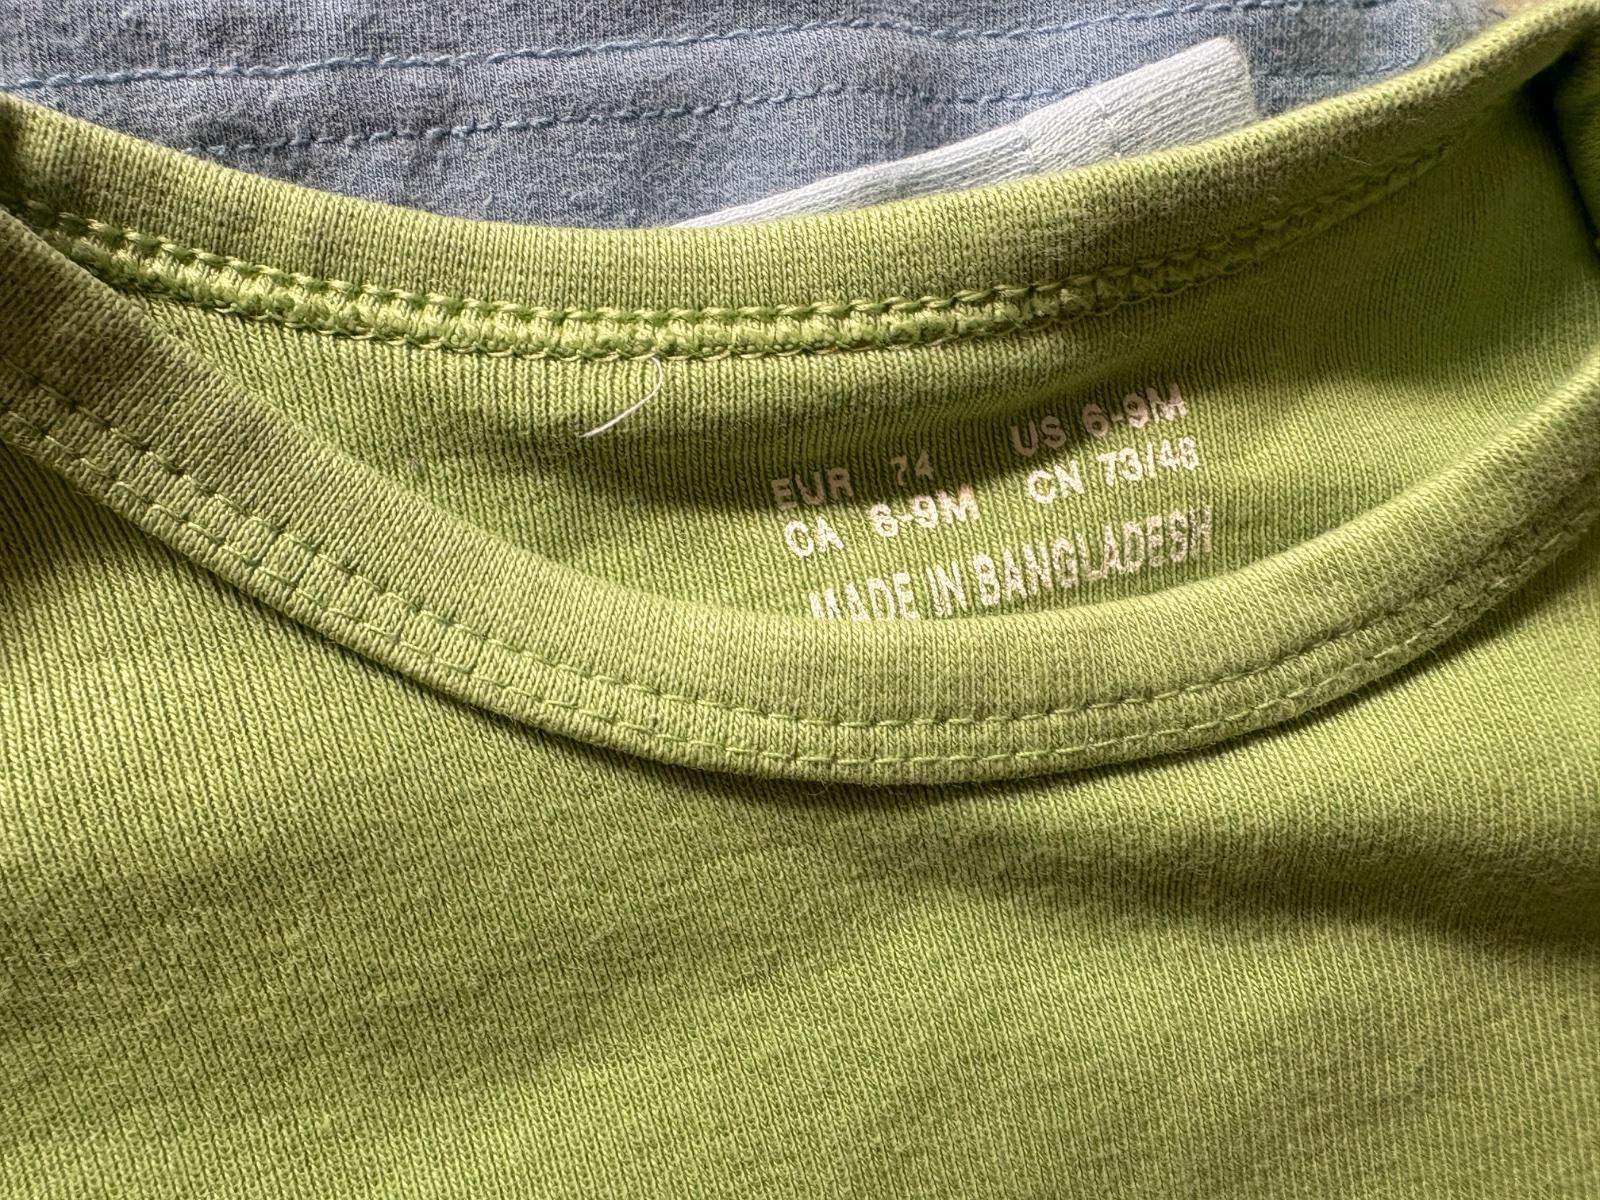 EUR 74 US 6-9M
CA 6-9M CN 73/48
MADE IN BANGLADESH